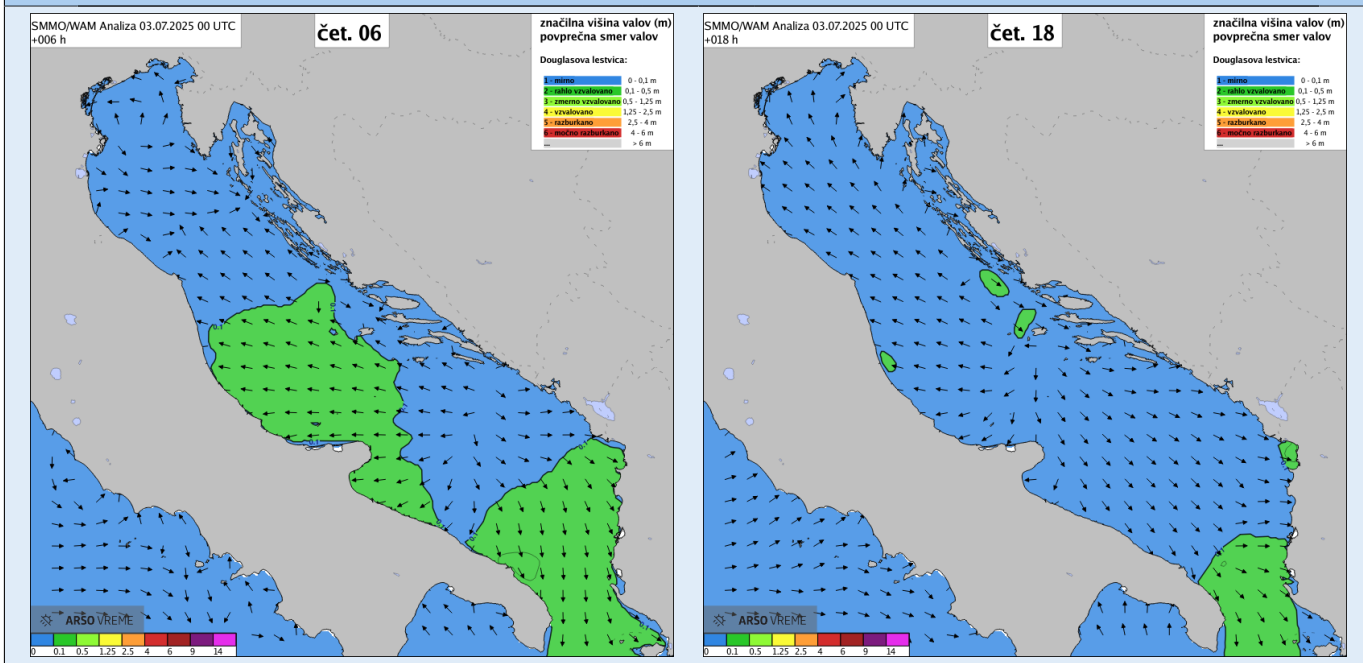 SMMO/WAM Analiza 03.07.2025 00 UTC
+006 h
čet. 06
značilna višina valov (m)
povprečna smer valov
Douglasova lestvica:
1 - mirno 0 - 0,1 m
2 - rahlo vzvalovano 0,1 - 0,5 m
3 - zmerno vzvalovano 0,5 - 1,25 m
4 - vzvalovano 1,25 - 2,5 m
5 - razburkano 2,5 - 4 m
6 - močno razburkano 4 - 6 m
... > 6 m
ARSO VREME
0 0.1 0.5 1.25 2.5 4 6 9 14
SMMO/WAM Analiza 03.07.2025 00 UTC
+018 h
čet. 18
značilna višina valov (m)
povprečna smer valov
Douglasova lestvica:
1 - mirno 0 - 0,1 m
2 - rahlo vzvalovano 0,1 - 0,5 m
3 - zmerno vzvalovano 0,5 - 1,25 m
4 - vzvalovano 1,25 - 2,5 m
5 - razburkano 2,5 - 4 m
6 - močno razburkano 4 - 6 m
... > 6 m
ARSO VREME
0 0.1 0.5 1.25 2.5 4 6 9 14